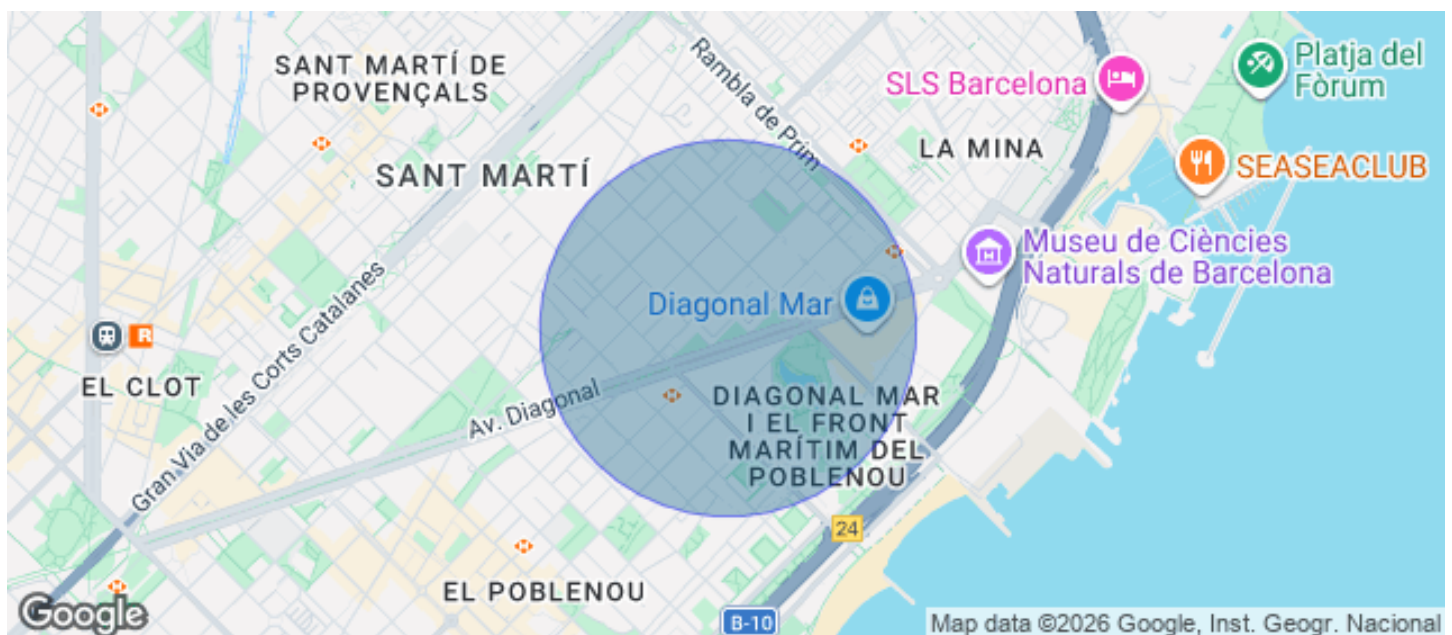 SANT MARTÍ DE
PROVENÇALS
Rambla de Prim
SLS Barcelona
Platja del
Fòrum
SANT MARTÍ
LA MINA
SEASEACLUB
Museu de Ciències
Naturals de Barcelona
Diagonal Mar
Gran Via de les Corts Catalanes
R
EL CLOT
Av. Diagonal
DIAGONAL MAR
I EL FRONT
MARÍTIM DEL
POBLENOU
24
EL POBLENOU
B-10
Google
Map data ©2026 Google, Inst. Geogr. Nacional